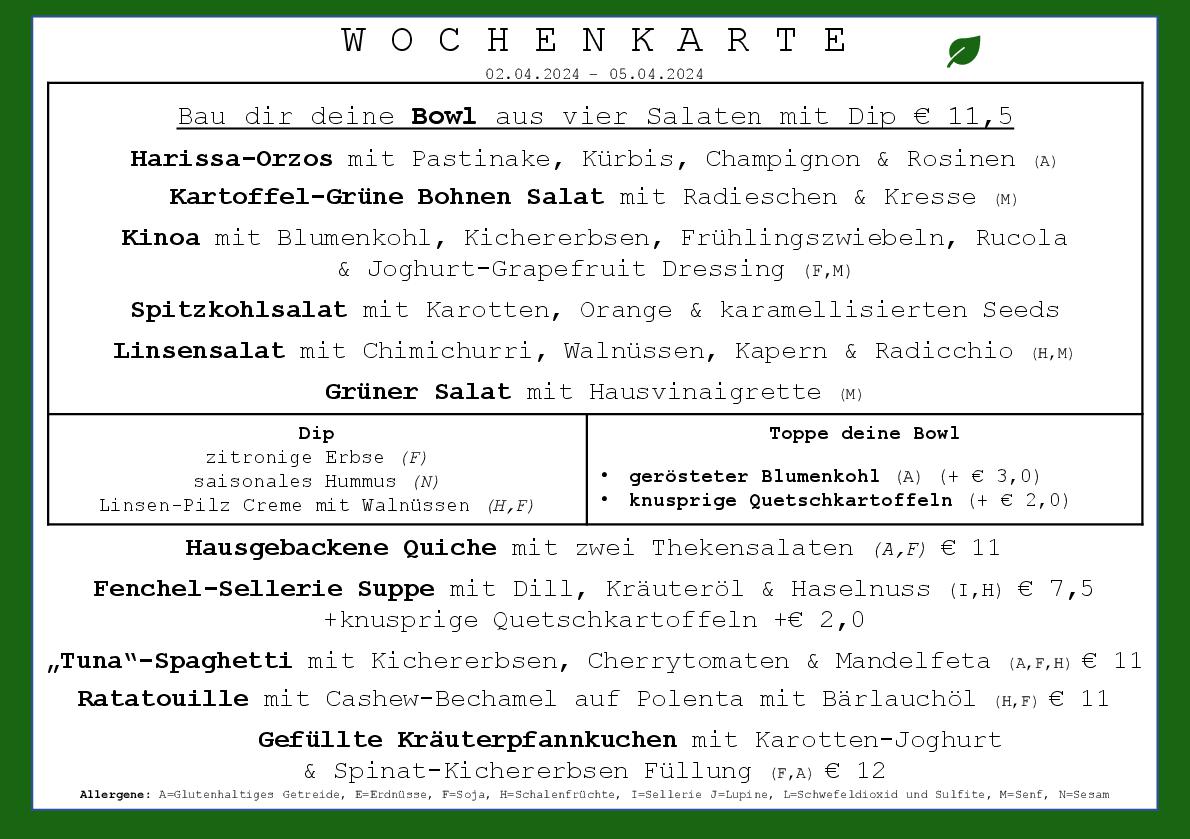 WOCHENKARTE
02.04.2024 – 05.04.2024
Bau dir deine Bowl aus vier Salaten mit Dip € 11,5
Harissa-Orzos mit Pastinake, Kürbis, Champignon & Rosinen (A)
Kartoffel-Grüne Bohnen Salat mit Radieschen & Kresse (M)
Kinoa mit Blumenkohl, Kichererbsen, Frühlingszwiebeln, Rucola
& Joghurt-Grapefruit Dressing (F,M)
Spitzkohlsalat mit Karotten, Orange & karamellisierten Seeds
Linsensalat mit Chimichurri, Walnüssen, Kapern & Radicchio (H,M)
Grüner Salat mit Hausvinaigrette (M)
Dip
zitronige Erbse (F)
saisonales Hummus (N)
Linsen-Pilz Creme mit Walnüssen (H,F)
Toppe deine Bowl
• gerösteter Blumenkohl (A) (+ € 3,0)
• knusprige Quetschkartoffeln (+ € 2,0)
Hausgebackene Quiche mit zwei Thekensalaten (A,F) € 11
Fenchel-Sellerie Suppe mit Dill, Kräuteröl & Haselnuss (I,H) € 7,5
+knusprige Quetschkartoffeln +€ 2,0
„Tuna“-Spaghetti mit Kichererbsen, Cherrytomaten & Mandelfeta (A,F,H) € 11
Ratatouille mit Cashew-Bechamel auf Polenta mit Bärlauchöl (H,F) € 11
Gefüllte Kräuterpfannkuchen mit Karotten-Joghurt
& Spinat-Kichererbsen Füllung (F,A) € 12
Allergene: A=Glutenhaltiges Getreide, E=Erdnüsse, F=Soja, H=Schalenfrüchte, I=Sellerie J=Lupine, L=Schwefeldioxid und Sulfite, M=Senf, N=Sesam